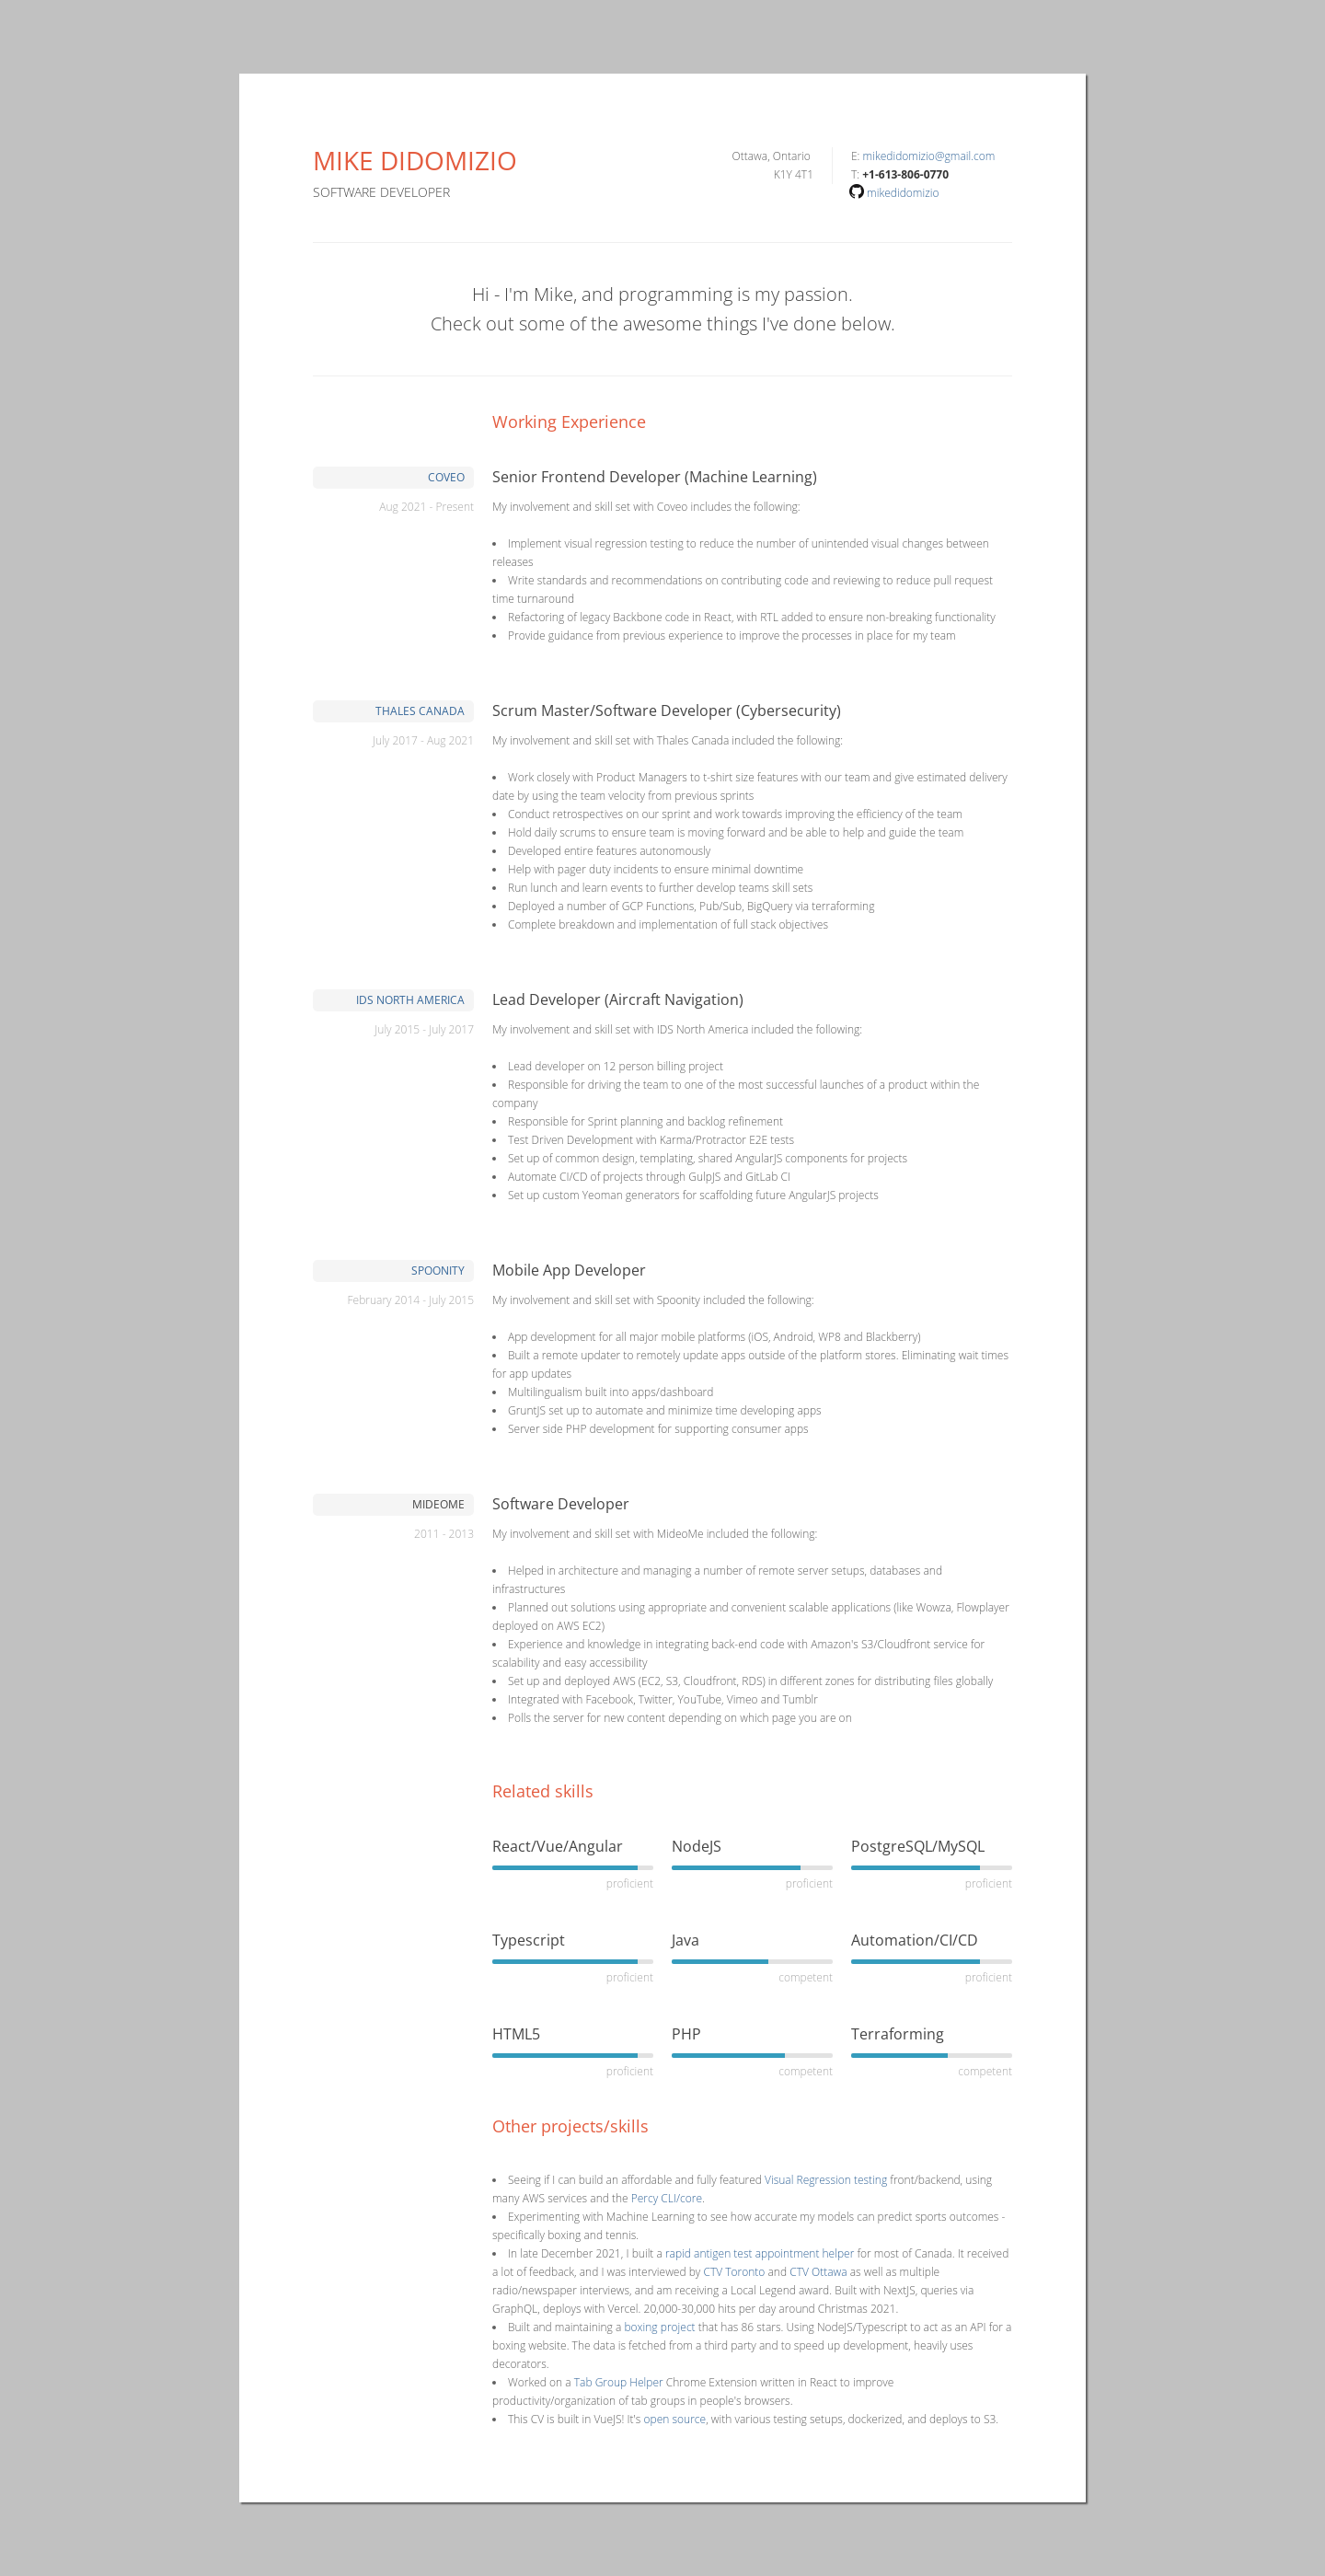 MIKE DIDOMIZIO
SOFTWARE DEVELOPER
Ottawa, Ontario
K1Y 4T1
E: mikedidomizio@gmail.com
T: +1-613-806-0770
mikedidomizio
Hi - I'm Mike, and programming is my passion.
Check out some of the awesome things I've done below.
Working Experience
COVEO
Aug 2021 - Present
Senior Frontend Developer (Machine Learning)
My involvement and skill set with Coveo includes the following:
• Implement visual regression testing to reduce the number of unintended visual changes between
releases
• Write standards and recommendations on contributing code and reviewing to reduce pull request
time turnaround
• Refactoring of legacy Backbone code in React, with RTL added to ensure non-breaking functionality
• Provide guidance from previous experience to improve the processes in place for my team
THALES CANADA
July 2017 - Aug 2021
Scrum Master/Software Developer (Cybersecurity)
My involvement and skill set with Thales Canada included the following:
• Work closely with Product Managers to t-shirt size features with our team and give estimated delivery
date by using the team velocity from previous sprints
• Conduct retrospectives on our sprint and work towards improving the efficiency of the team
• Hold daily scrums to ensure team is moving forward and be able to help and guide the team
• Developed entire features autonomously
• Help with pager duty incidents to ensure minimal downtime
• Run lunch and learn events to further develop teams skill sets
• Deployed a number of GCP Functions, Pub/Sub, BigQuery via terraforming
• Complete breakdown and implementation of full stack objectives
IDS NORTH AMERICA
July 2015 - July 2017
Lead Developer (Aircraft Navigation)
My involvement and skill set with IDS North America included the following:
• Lead developer on 12 person billing project
• Responsible for driving the team to one of the most successful launches of a product within the
company
• Responsible for Sprint planning and backlog refinement
• Test Driven Development with Karma/Protractor E2E tests
• Set up of common design, templating, shared AngularJS components for projects
• Automate CI/CD of projects through GulpJS and GitLab CI
• Set up custom Yeoman generators for scaffolding future AngularJS projects
SPOONITY
February 2014 - July 2015
Mobile App Developer
My involvement and skill set with Spoonity included the following:
• App development for all major mobile platforms (iOS, Android, WP8 and Blackberry)
• Built a remote updater to remotely update apps outside of the platform stores. Eliminating wait times
for app updates
• Multilingualism built into apps/dashboard
• GruntJS set up to automate and minimize time developing apps
• Server side PHP development for supporting consumer apps
MIDEOME
2011 - 2013
Software Developer
My involvement and skill set with MideoMe included the following:
• Helped in architecture and managing a number of remote server setups, databases and
infrastructures
• Planned out solutions using appropriate and convenient scalable applications (like Wowza, Flowplayer
deployed on AWS EC2)
• Experience and knowledge in integrating back-end code with Amazon's S3/Cloudfront service for
scalability and easy accessibility
• Set up and deployed AWS (EC2, S3, Cloudfront, RDS) in different zones for distributing files globally
• Integrated with Facebook, Twitter, YouTube, Vimeo and Tumblr
• Polls the server for new content depending on which page you are on
Related skills
React/Vue/Angular
proficient
NodeJS
proficient
PostgreSQL/MySQL
proficient
Typescript
proficient
Java
competent
Automation/CI/CD
proficient
HTML5
proficient
PHP
competent
Terraforming
competent
Other projects/skills
• Seeing if I can build an affordable and fully featured Visual Regression testing front/backend, using
many AWS services and the Percy CLI/core.
• Experimenting with Machine Learning to see how accurate my models can predict sports outcomes -
specifically boxing and tennis.
• In late December 2021, I built a rapid antigen test appointment helper for most of Canada. It received
a lot of feedback, and I was interviewed by CTV Toronto and CTV Ottawa as well as multiple
radio/newspaper interviews, and am receiving a Local Legend award. Built with NextJS, queries via
GraphQL, deploys with Vercel. 20,000-30,000 hits per day around Christmas 2021.
• Built and maintaining a boxing project that has 86 stars. Using NodeJS/Typescript to act as an API for a
boxing website. The data is fetched from a third party and to speed up development, heavily uses
decorators.
• Worked on a Tab Group Helper Chrome Extension written in React to improve
productivity/organization of tab groups in people's browsers.
• This CV is built in VueJS! It's open source, with various testing setups, dockerized, and deploys to S3.